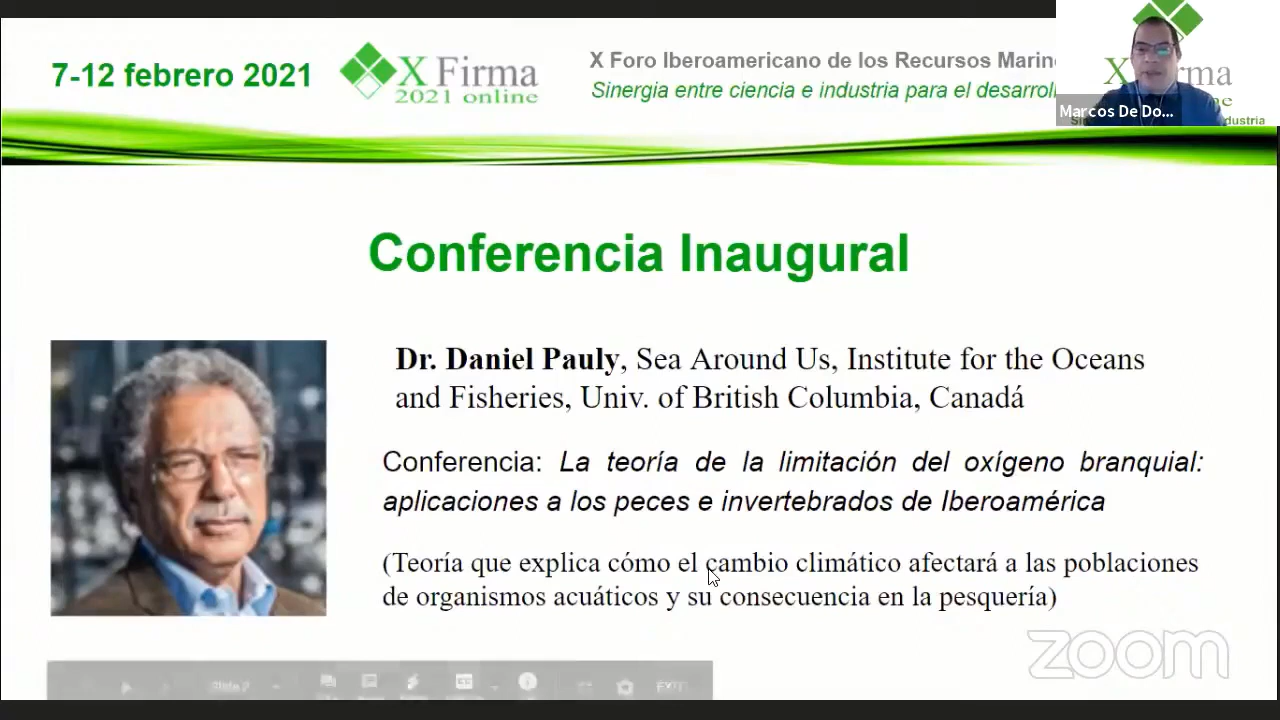 7-12 febrero 2021
X Firma
2021 online
X Foro Iberoamericano de los Recursos
Sinergia entre ciencia e industria para el
Marcos De Do...
Conferencia Inaugural
Dr. Daniel Pauly, Sea Around Us, Institute for the Oceans
and Fisheries, Univ. of British Columbia, Canadá
Conferencia: La teoría de la limitación del oxígeno branquial:
aplicaciones a los peces e invertebrados de Iberoamérica
(Teoría que explica cómo el cambio climático afectará a las poblaciones
de organismos acuáticos y su consecuencia en la pesquería)
zoom
EXIT